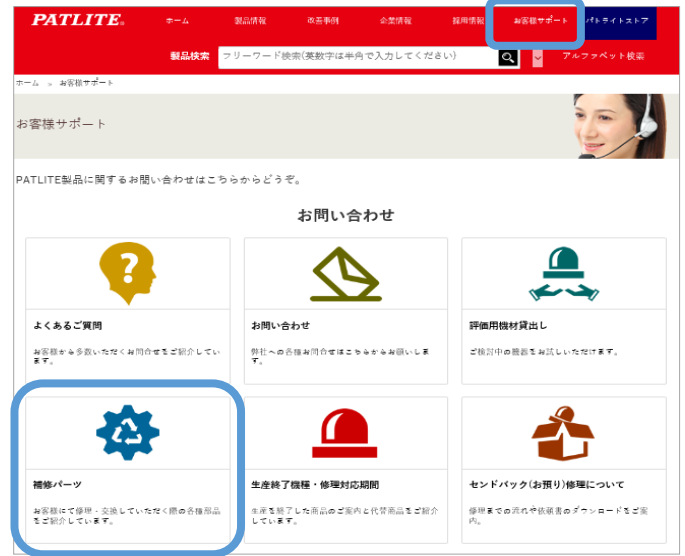 PATLITE®
ホーム 製品情報 改善事例 企業情報 採用情報 お客様サポート パトライトストア
製品検索 フリーワード検索(英数字は半角で入力してください) アルファベット検索
ホーム > お客様サポート
お客様サポート
PATLITE製品に関するお問い合わせはこちらからどうぞ。
お問い合わせ
よくあるご質問
お客様から多数いただくお問合せをご紹介してい
ます。
お問い合わせ
弊社への各種お問合せはこちらからお願いしま
す。
評価用機材貸出し
ご検討中の機器をお試しいただけます。
補修パーツ
お客様にて修理・交換していただく際の各種部品
をご紹介しています。
生産終了機種・修理対応期間
生産を終了した商品のご案内と代替商品をご紹介
しています。
センドバック(お預り)修理について
修理までの流れや依頼書のダウンロードをご案
内。